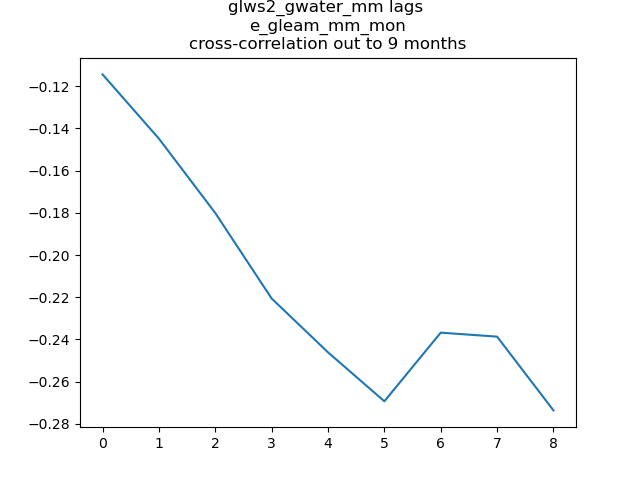 glws2_gwater_mm lags
e_gleam_mm_mon
cross-correlation out to 9 months
−0.12
−0.14
−0.16
−0.18
−0.20
−0.22
−0.24
−0.26
−0.28
0 1 2 3 4 5 6 7 8